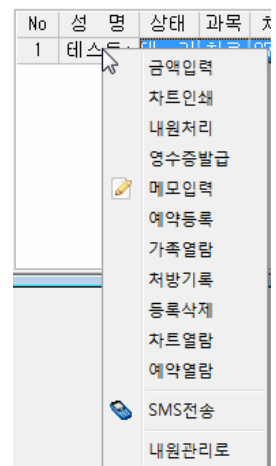 No 성 명 상태 과목
1 테스트
금액입력
차트인쇄
내원처리
영수증발급
메모입력
예약등록
가족열람
처방기록
등록삭제
차트열람
예약열람
SMS전송
내원관리로